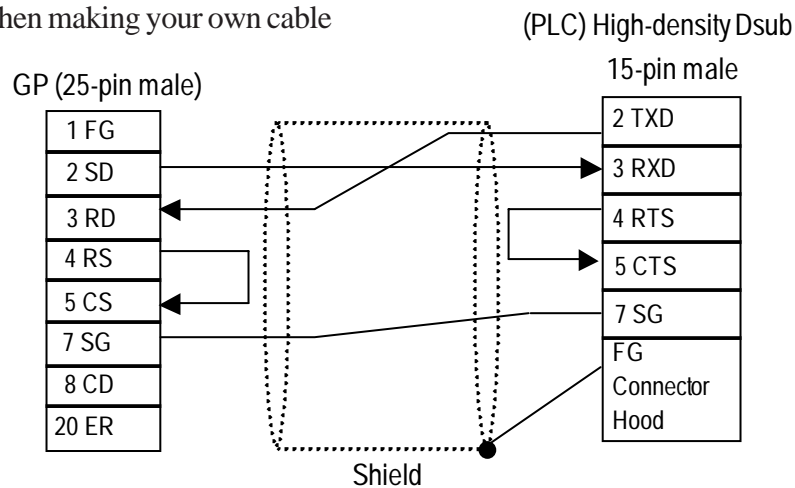 hen making your own cable
(PLC) High-density Dsub
15-pin male
GP (25-pin male)
1 FG
2 SD
3 RD
4 RS
5 CS
7 SG
8 CD
20 ER
2 TXD
3 RXD
4 RTS
5 CTS
7 SG
FG
Connector
Hood
Shield